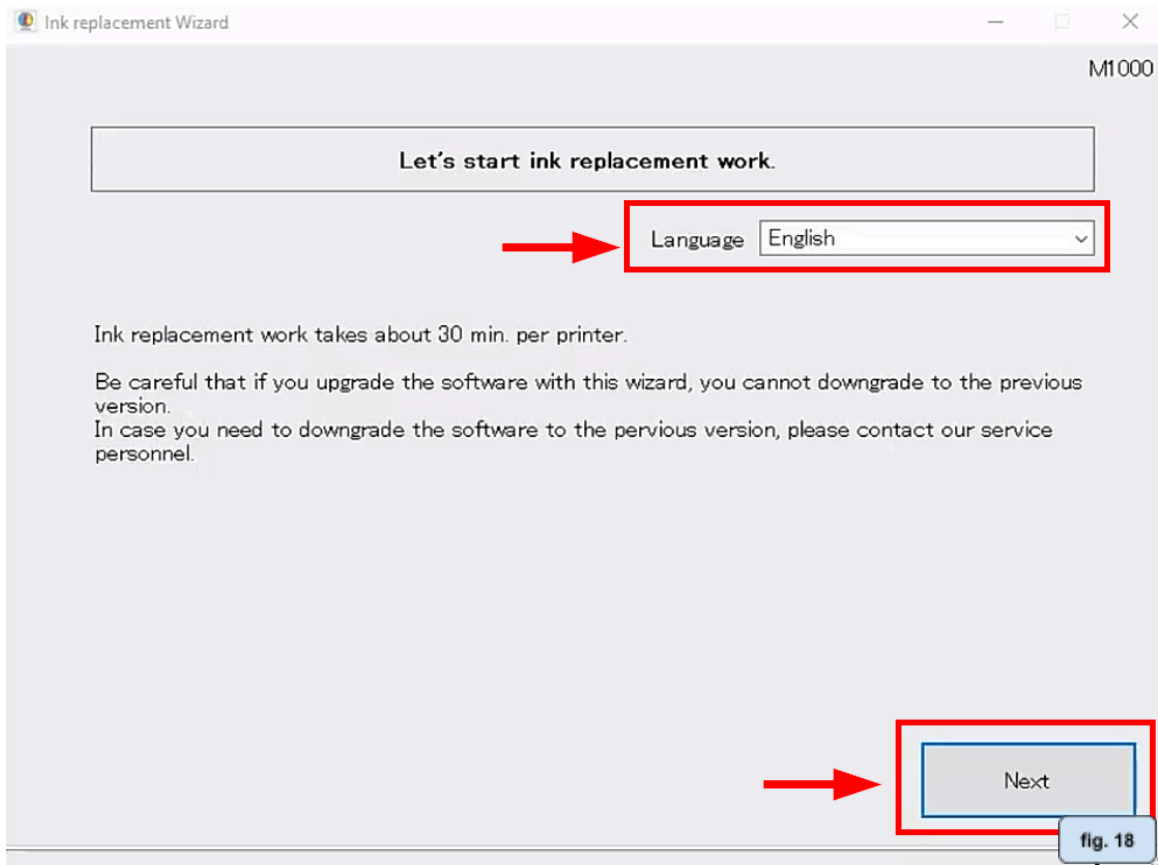 Ink replacement Wizard
M1000
Let's start ink replacement work.
Language English
Ink replacement work takes about 30 min. per printer.
Be careful that if you upgrade the software with this wizard, you cannot downgrade to the previous
version.
In case you need to downgrade the software to the pervious version, please contact our service
personnel.
Next
fig. 18